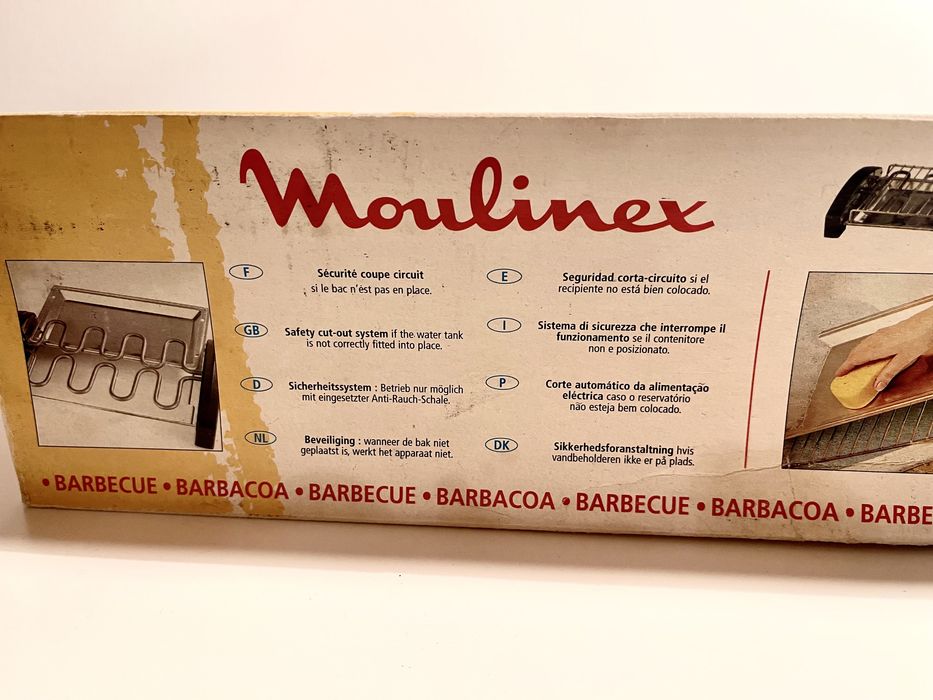 Moulinex
F
Sécurité coupe circuit
si le bac n'ést pas en place.
GB
Safety cut-out system if the water tank
is not correctly fitted into place.
D
Sicherheitssystem : Betrieb nur möglich
mit eingesetzter Anti-Rauch-Schale.
NL
Beveiliging : wanneer de bak niet
geplaatst is, werkt het apparaat niet.
E
Seguridad corta-circuito si el
recipiente no está bien colocado.
I
Sistema di sicurezza che interrompe il
funzionamento se il contenitore
non e posizionato.
P
Corte automático da alimentação
eléctrica caso o reservatório
não esteja bem colocado.
DK
Sikkerhedsforanstaltning hvis
vandbeholderen ikke er på plads.
• BARBECUE • BARBACOA • BARBECUE • BARBACOA • BARBECUE • BARBACOA • BARBE